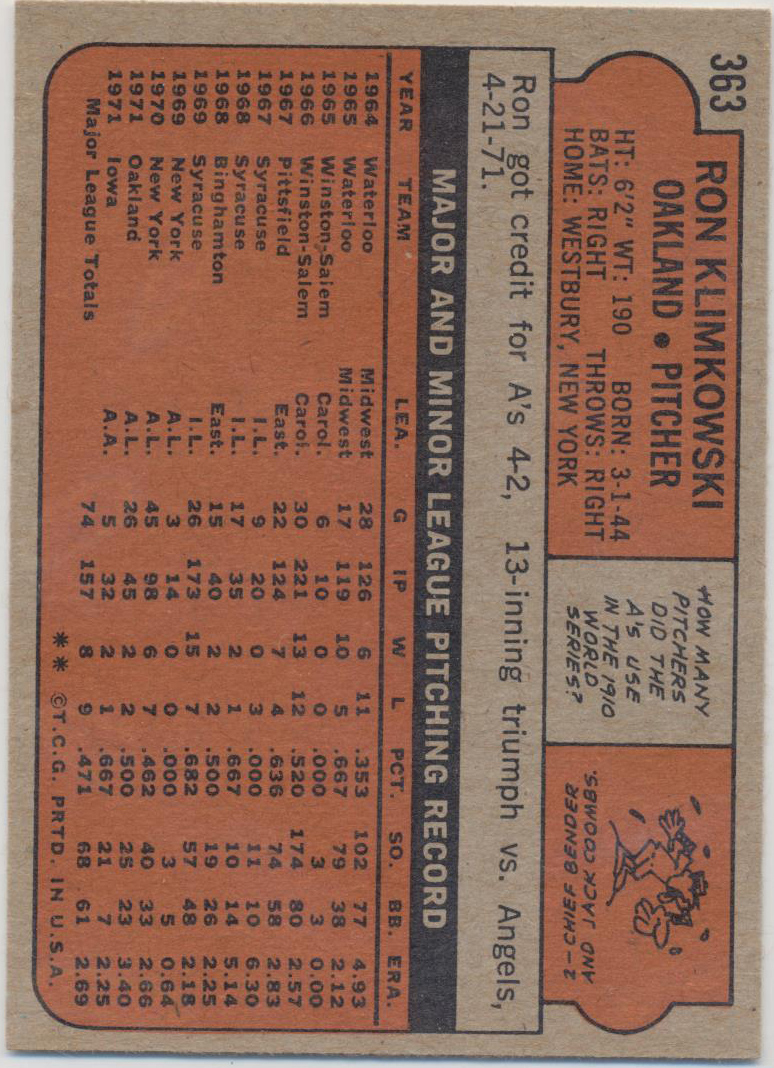 363
RON KLIMKOWSKI
OAKLAND • PITCHER
HT: 6'2" WT: 190 BORN: 3-1-44
BATS: RIGHT THROWS: RIGHT
HOME: WESTBURY, NEW YORK
HOW MANY
PITCHERS
DID THE
A'S USE
IN THE 1910
WORLD
SERIES?
2-CHIEF BENDER
AND JACK COOMBS.
Ron got credit for A's 4-2, 13-inning triumph vs. Angels,
4-21-71.
MAJOR AND MINOR LEAGUE PITCHING RECORD
YEAR TEAM LEA. G IP W L PCT. SO. BB. ERA.
1964 Waterloo Midwest 28 126 6 11 .353 102 77 4.93
1965 Waterloo Midwest 17 119 10 5 .667 79 38 2.12
1965 Winston-Salem Carol. 6 10 0 0 .000 3 3 0.00
1966 Winston-Salem Carol. 30 221 13 12 .520 174 80 2.57
1967 Pittsfield East. 22 124 7 4 .636 74 58 2.83
1967 Syracuse I.L. 9 20 0 3 .000 11 10 6.30
1968 Syracuse I.L. 17 35 2 1 .667 10 14 5.14
1968 Binghamton East. 15 40 2 2 .500 19 26 2.25
1969 Syracuse I.L. 26 173 15 7 .682 57 48 2.18
1969 New York A.L. 3 14 0 0 .000 3 5 0.64
1970 New York A.L. 45 98 6 7 .462 40 33 2.66
1971 Oakland A.L. 26 45 2 2 .500 25 23 3.40
1971 Iowa A.A. 5 32 2 1 .667 21 7 2.25
Major League Totals 74 157 8 9 .471 68 61 2.69
** ©T.C.G. PRTD. IN U.S.A.